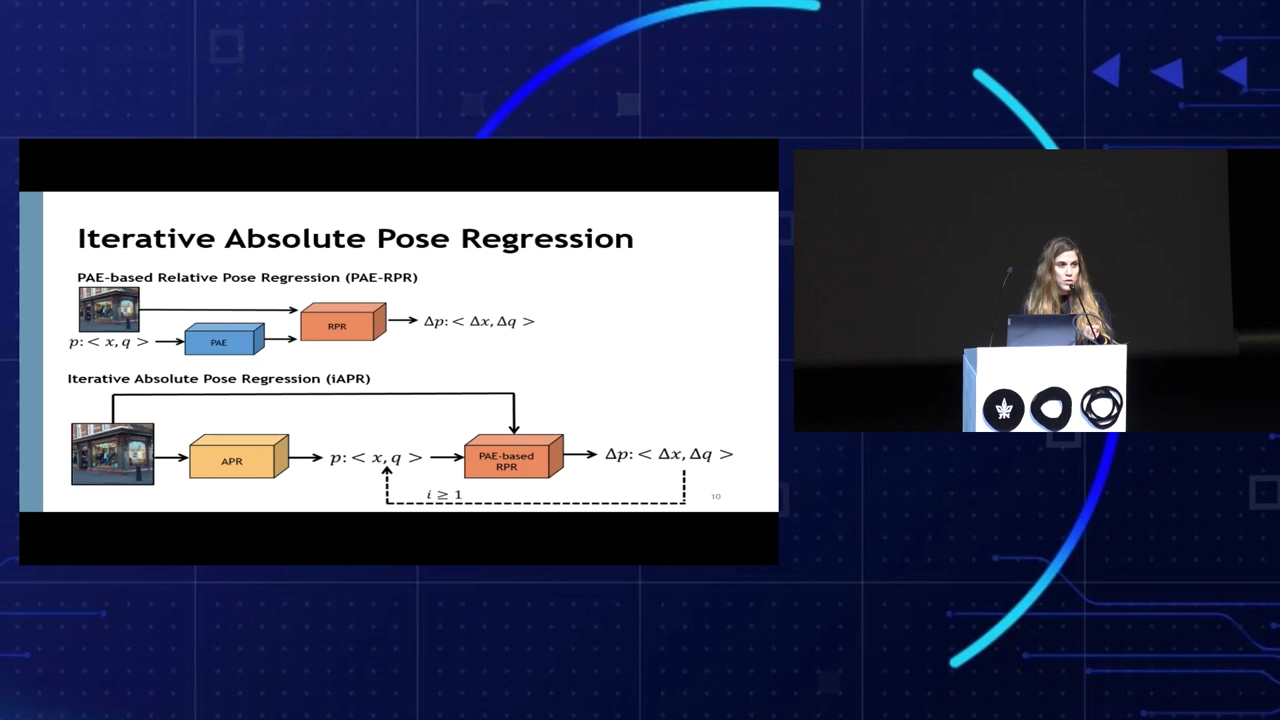 Iterative Absolute Pose Regression
PAE-based Relative Pose Regression (PAE-RPR)
RPR
Δp: < Δx, Δq >
p: < x, q >
PAE
Iterative Absolute Pose Regression (iAPR)
APR
p: < x, q >
PAE-based
RPR
Δp: < Δx, Δq >
i ≥ 1
10